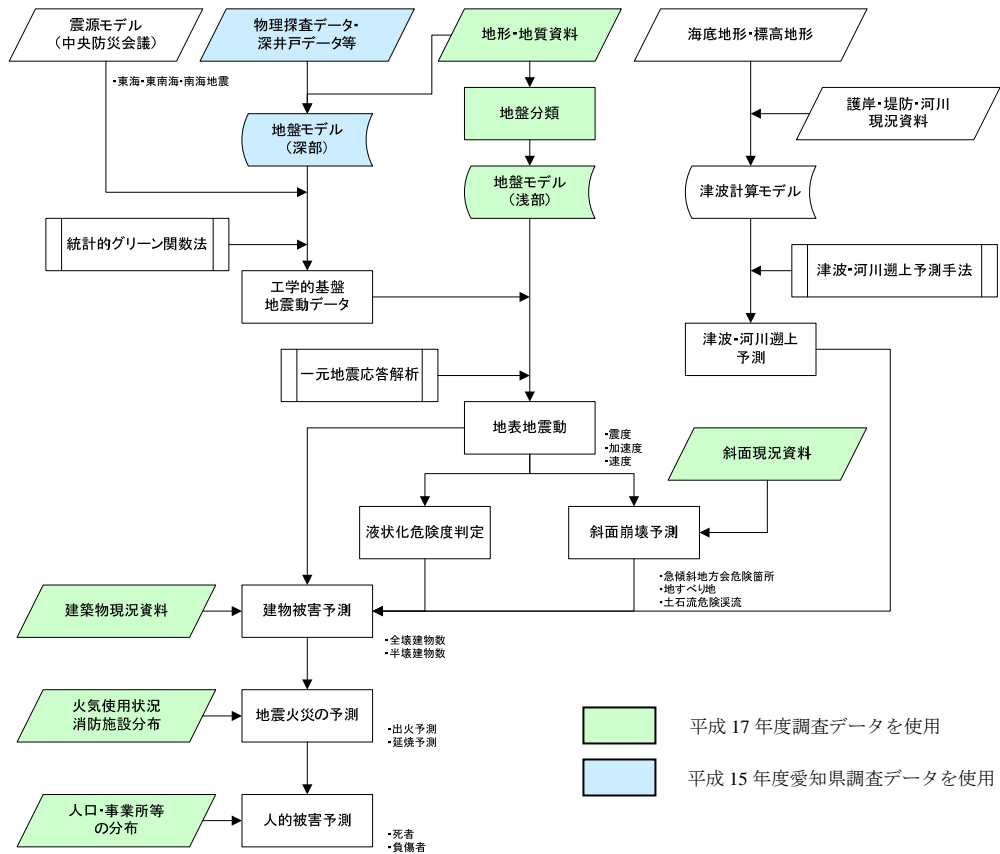 震源モデル
（中央防災会議）
物理探査データ・
深井戸データ等
地形・地質資料
海底地形・標高地形
・東海・東南海・南海地震
地盤分類
護岸・堤防・河川
現況資料
地盤モデル
（深部）
地盤モデル
（浅部）
津波計算モデル
統計的グリーン関数法
工学的基盤
地震動データ
津波・河川遡上予測手法
津波・河川遡上
予測
一元地震応答解析
地表地震動
・震度
・加速度
・速度
斜面現況資料
液状化危険度判定
斜面崩壊予測
・急傾斜地方会危険箇所
・地すべり地
・土石流危険渓流
建築物現況資料
建物被害予測
・全壊建物数
・半壊建物数
火気使用状況
消防施設分布
地震火災の予測
・出火予測
・延焼予測
平成 17 年度調査データを使用
平成 15 年度愛知県調査データを使用
人口・事業所等
の分布
人的被害予測
・死者
・負傷者